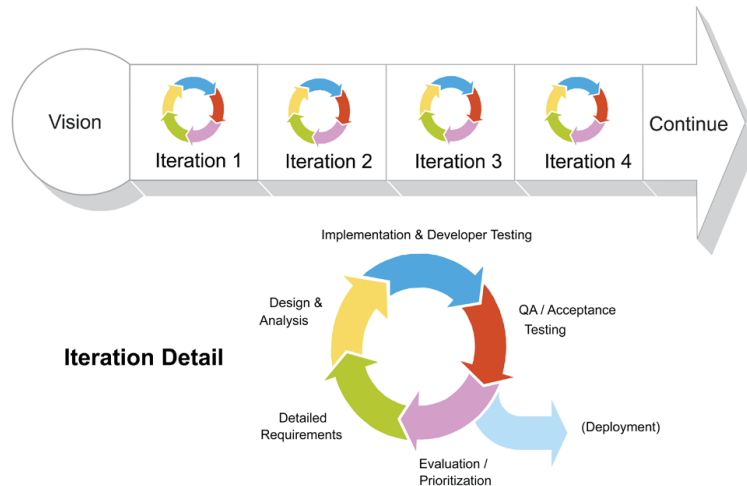 Vision
Iteration 1
Iteration 2
Iteration 3
Iteration 4
Continue
Implementation & Developer Testing
Design &
Analysis
QA / Acceptance
Testing
Iteration Detail
Detailed
Requirements
(Deployment)
Evaluation /
Prioritization